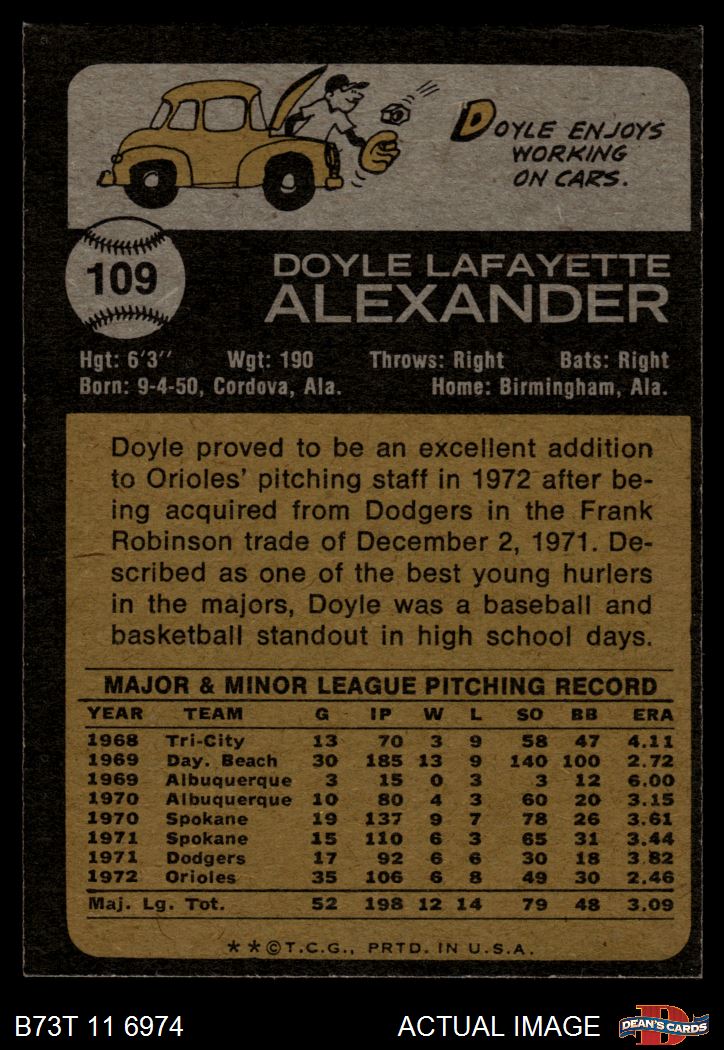 DOYLE ENJOYS
WORKING
ON CARS.
109
DOYLE LAFAYETTE
ALEXANDER
Hgt: 6'3" Wgt: 190 Throws: Right Bats: Right
Born: 9-4-50, Cordova, Ala. Home: Birmingham, Ala.
Doyle proved to be an excellent addition
to Orioles' pitching staff in 1972 after be-
ing acquired from Dodgers in the Frank
Robinson trade of December 2, 1971. De-
scribed as one of the best young hurlers
in the majors, Doyle was a baseball and
basketball standout in high school days.
MAJOR & MINOR LEAGUE PITCHING RECORD
YEAR TEAM G IP W L SO BB ERA
1968 Tri-City 13 70 3 9 58 47 4.11
1969 Day. Beach 30 185 13 9 140 100 2.72
1969 Albuquerque 3 15 0 3 3 12 6.00
1970 Albuquerque 10 80 4 3 60 20 3.15
1970 Spokane 19 137 9 7 78 26 3.61
1971 Spokane 15 110 6 3 65 31 3.44
1971 Dodgers 17 92 6 6 30 18 3.82
1972 Orioles 35 106 6 8 49 30 2.46
Maj. Lg. Tot. 52 198 12 14 79 48 3.09
**©T.C.G., PRTD. IN U.S.A.
B73T 11 6974 ACTUAL IMAGE DEAN'S CARDS